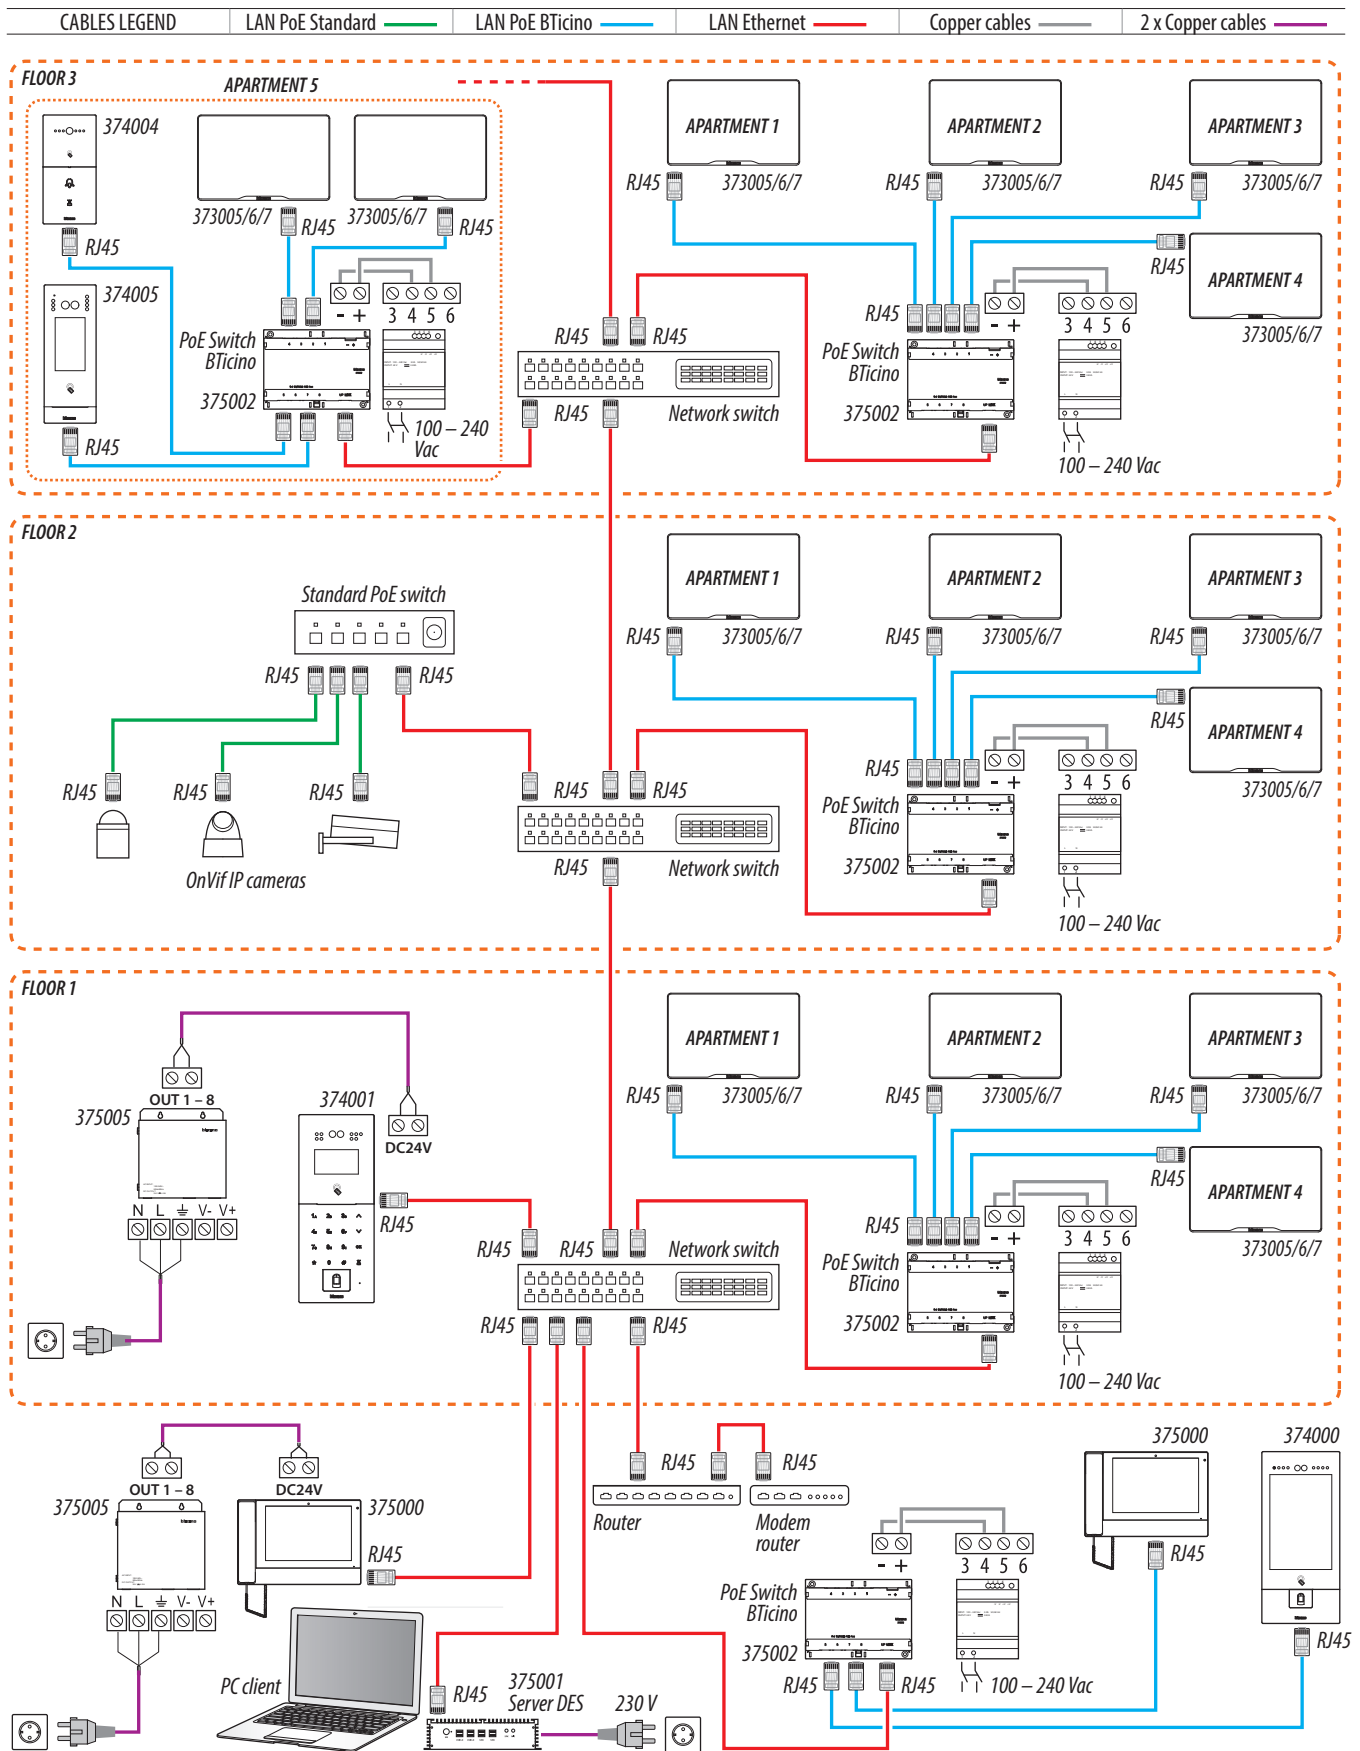 CABLES LEGEND
LAN PoE Standard
LAN PoE BTicino
LAN Ethernet
Copper cables
2 x Copper cables
FLOOR 3
APARTMENT 5
374004
373005/6/7
373005/6/7
RJ45
RJ45
RJ45
374005
- +
3 4 5 6
PoE Switch
BTicino
375002
RJ45
100 – 240
Vac
RJ45
RJ45
RJ45
Network switch
APARTMENT 1
APARTMENT 2
APARTMENT 3
RJ45
373005/6/7
RJ45
373005/6/7
RJ45
373005/6/7
RJ45
APARTMENT 4
373005/6/7
RJ45
- +
3 4 5 6
PoE Switch
BTicino
375002
100 – 240 Vac
FLOOR 2
Standard PoE switch
RJ45
RJ45
RJ45
RJ45
RJ45
OnVif IP cameras
RJ45
RJ45
RJ45
Network switch
APARTMENT 1
APARTMENT 2
APARTMENT 3
RJ45
373005/6/7
RJ45
373005/6/7
RJ45
373005/6/7
RJ45
APARTMENT 4
373005/6/7
RJ45
- +
3 4 5 6
PoE Switch
BTicino
375002
100 – 240 Vac
FLOOR 1
OUT 1 – 8
375005
374001
DC24V
N L V- V+
RJ45
RJ45
RJ45
Network switch
RJ45
RJ45
APARTMENT 1
APARTMENT 2
APARTMENT 3
RJ45
373005/6/7
RJ45
373005/6/7
RJ45
373005/6/7
RJ45
APARTMENT 4
373005/6/7
RJ45
- +
3 4 5 6
PoE Switch
BTicino
375002
100 – 240 Vac
OUT 1 – 8
DC24V
375005
375000
RJ45
N L V- V+
PC client
RJ45
375001
Server DES
230 V
RJ45
RJ45
Router
Modem
router
- +
3 4 5 6
PoE Switch
BTicino
375002
RJ45
RJ45
100 – 240 Vac
375000
374000
RJ45
RJ45